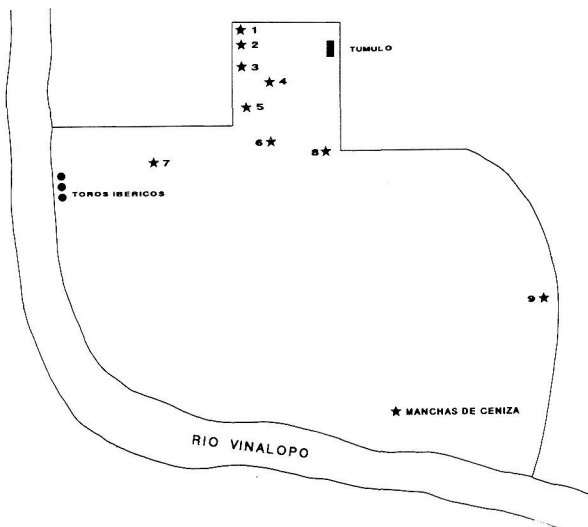 1
2
TUMULO
3
4
5
6
8
7
TOROS IBERICOS
9
MANCHAS DE CENIZA
RIO VINALOPO